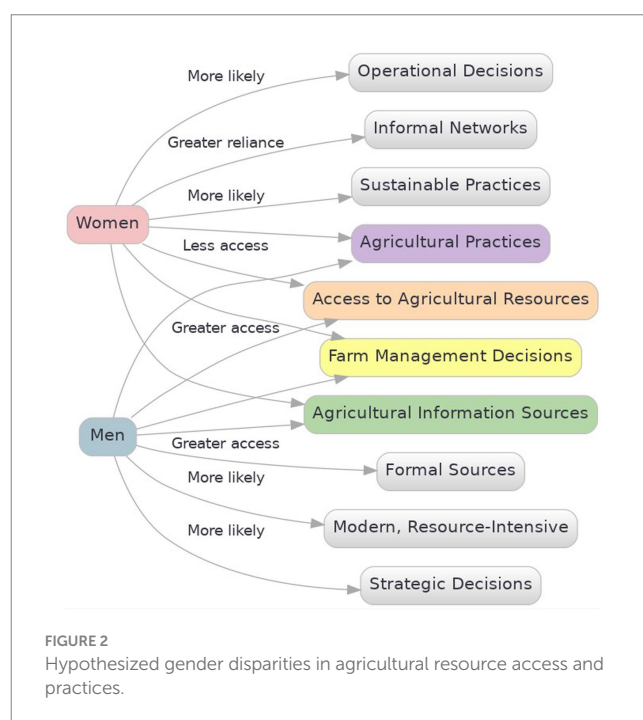 More likely
Operational Decisions
Greater reliance
Informal Networks
More likely
Sustainable Practices
Women
Less access
Agricultural Practices
Access to Agricultural Resources
Greater access
Farm Management Decisions
Agricultural Information Sources
Men
Greater access
Formal Sources
More likely
Modern, Resource-Intensive
More likely
Strategic Decisions
FIGURE 2
Hypothesized gender disparities in agricultural resource access and
practices.